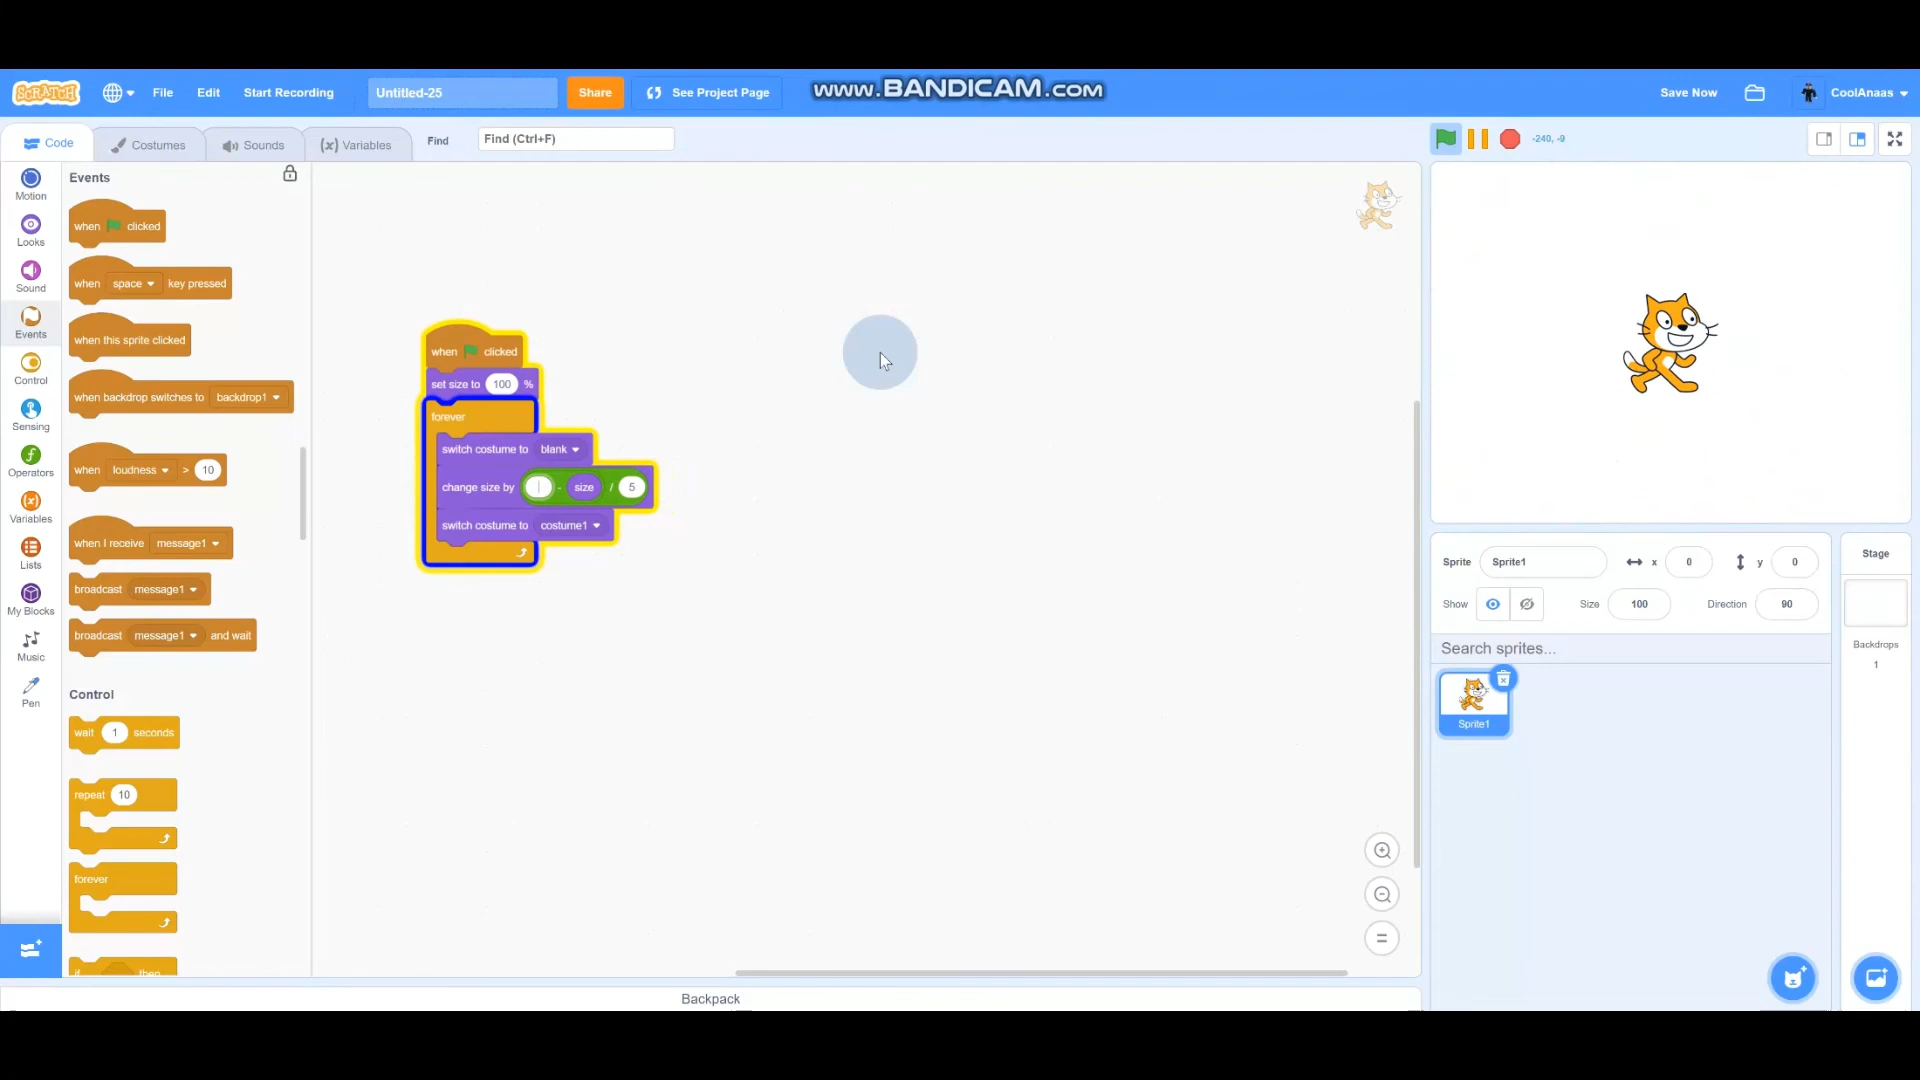 www.BANDICAM.com
SCRATCH File Edit Start Recording Untitled-25 Share See Project Page Save Now CoolAnaas
Code Costumes Sounds (x) Variables Find Find (Ctrl+F) -240, -9
Motion
Looks
Sound
Events
Control
Sensing
Operators
Variables
Lists
My Blocks
Music
Pen
Events
when clicked
when space key pressed
when this sprite clicked
when backdrop switches to backdrop1
when loudness > 10
when I receive message1
broadcast message1
broadcast message1 and wait
Control
wait 1 seconds
repeat 10
forever
if then
when clicked
set size to 100 %
forever
switch costume to blank
change size by - size / 5
switch costume to costume1
Sprite Sprite1 x 0 y 0
Show Size 100 Direction 90
Search sprites...
Sprite1
Stage
Backdrops
1
Backpack